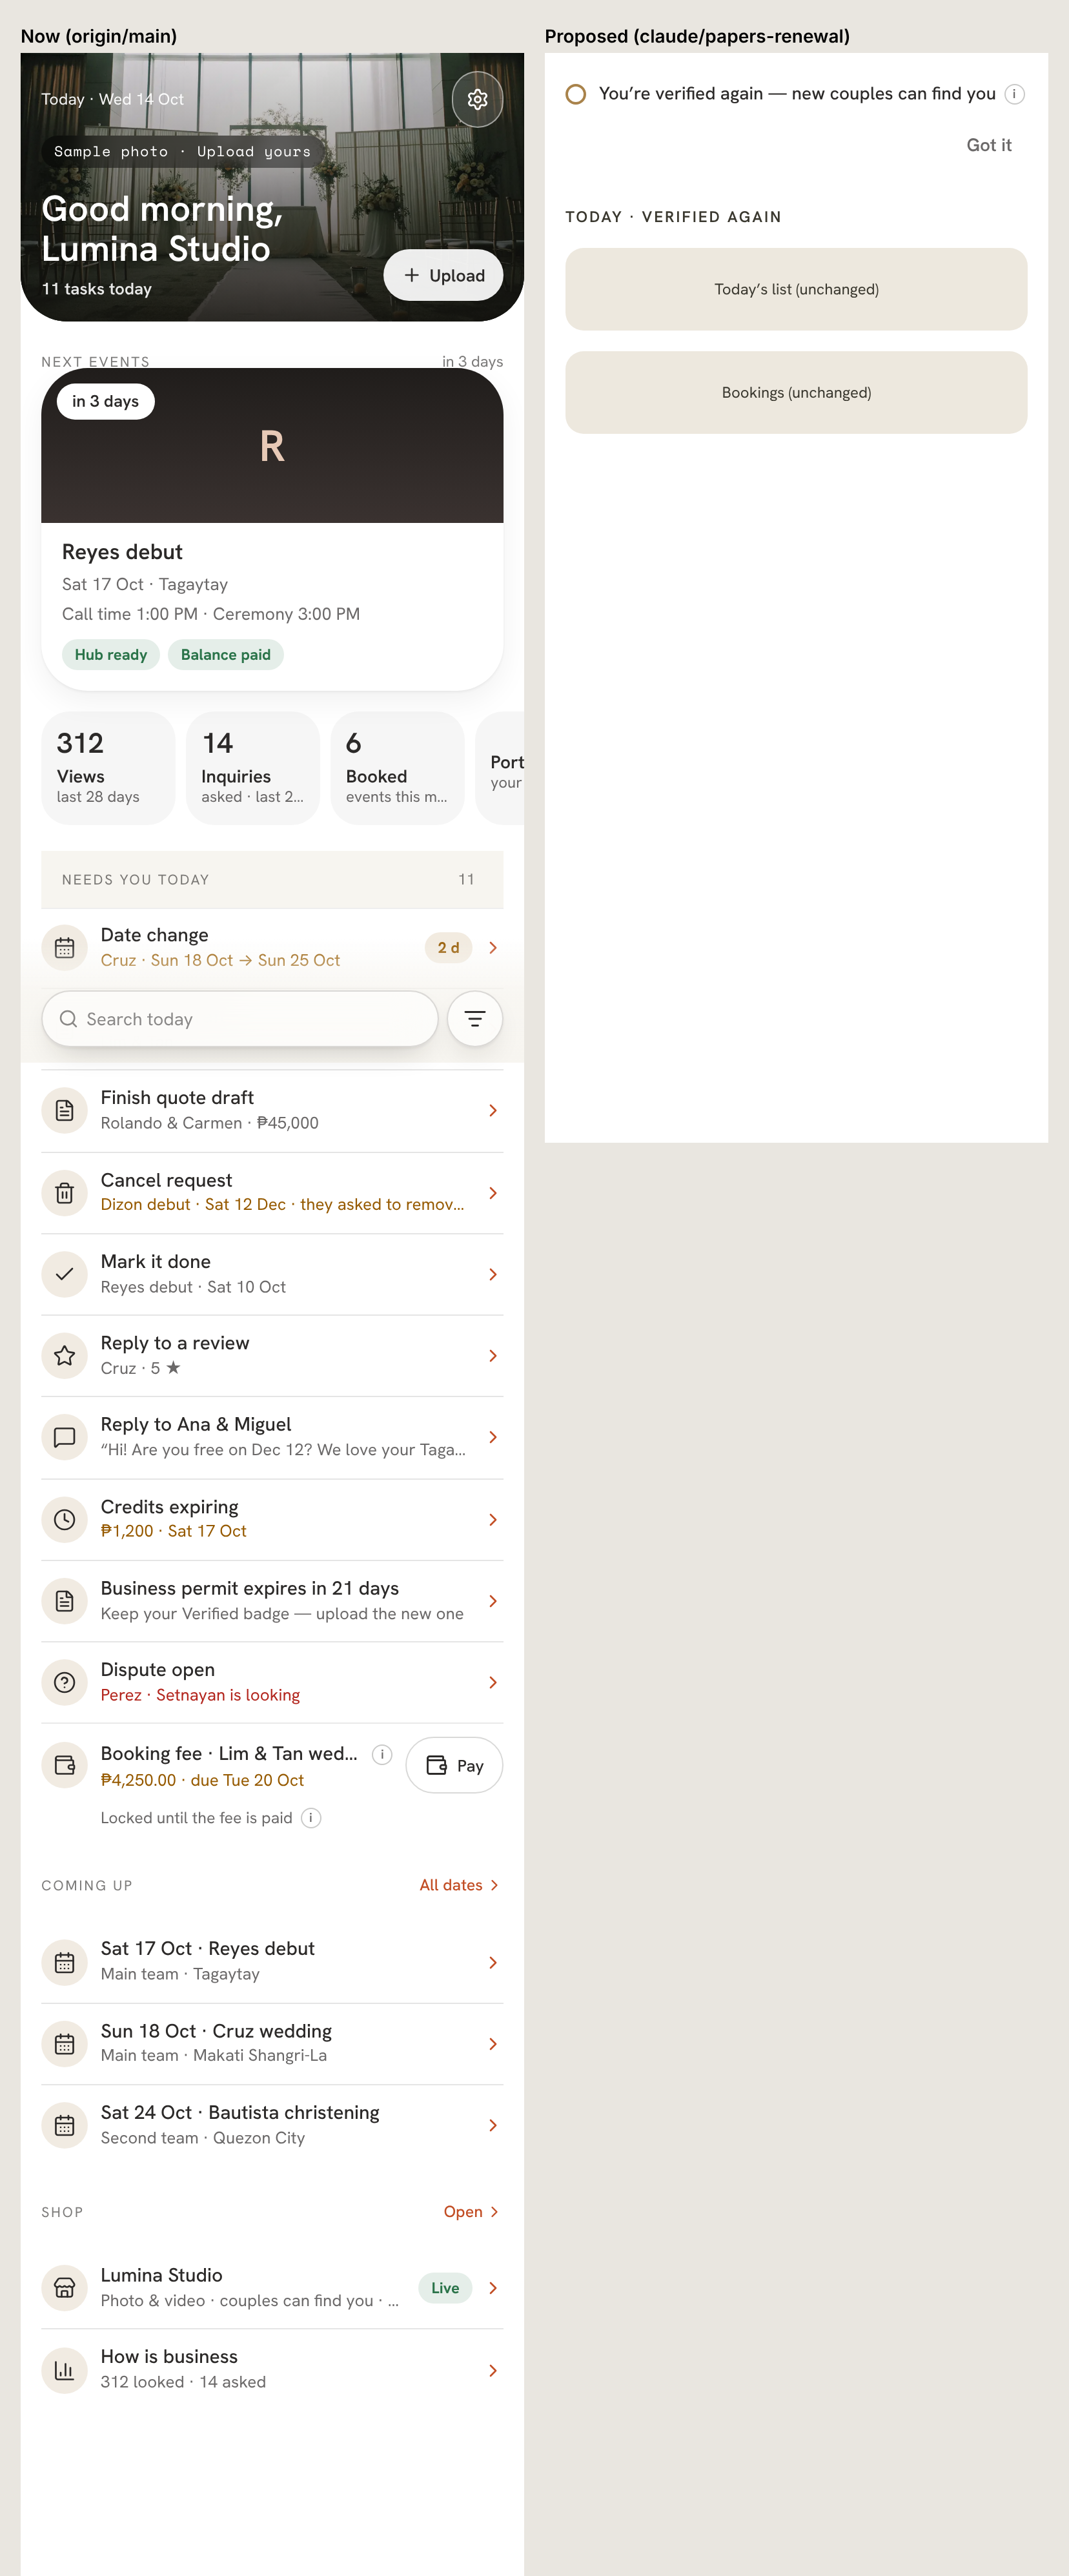 Now (origin/main)
Today · Wed 14 Oct
Sample photo · Upload yours
Good morning,
Lumina Studio
11 tasks today
Upload
NEXT EVENTS
in 3 days
in 3 days
R
Reyes debut
Sat 17 Oct · Tagaytay
Call time 1:00 PM · Ceremony 3:00 PM
Hub ready
Balance paid
312
Views
last 28 days
14
Inquiries
asked · last 2...
6
Booked
events this m...
Port
your
NEEDS YOU TODAY
11
Date change
Cruz · Sun 18 Oct → Sun 25 Oct
2 d
Search today
Finish quote draft
Rolando & Carmen · ₱45,000
Cancel request
Dizon debut · Sat 12 Dec · they asked to remov...
Mark it done
Reyes debut · Sat 10 Oct
Reply to a review
Cruz · 5 ★
Reply to Ana & Miguel
“Hi! Are you free on Dec 12? We love your Taga...
Credits expiring
₱1,200 · Sat 17 Oct
Business permit expires in 21 days
Keep your Verified badge — upload the new one
Dispute open
Perez · Setnayan is looking
Booking fee · Lim & Tan wed...
₱4,250.00 · due Tue 20 Oct
Pay
Locked until the fee is paid
COMING UP
All dates
Sat 17 Oct · Reyes debut
Main team · Tagaytay
Sun 18 Oct · Cruz wedding
Main team · Makati Shangri-La
Sat 24 Oct · Bautista christening
Second team · Quezon City
SHOP
Open
Lumina Studio
Photo & video · couples can find you · ...
Live
How is business
312 looked · 14 asked
Proposed (claude/papers-renewal)
You’re verified again — new couples can find you
Got it
TODAY · VERIFIED AGAIN
Today’s list (unchanged)
Bookings (unchanged)